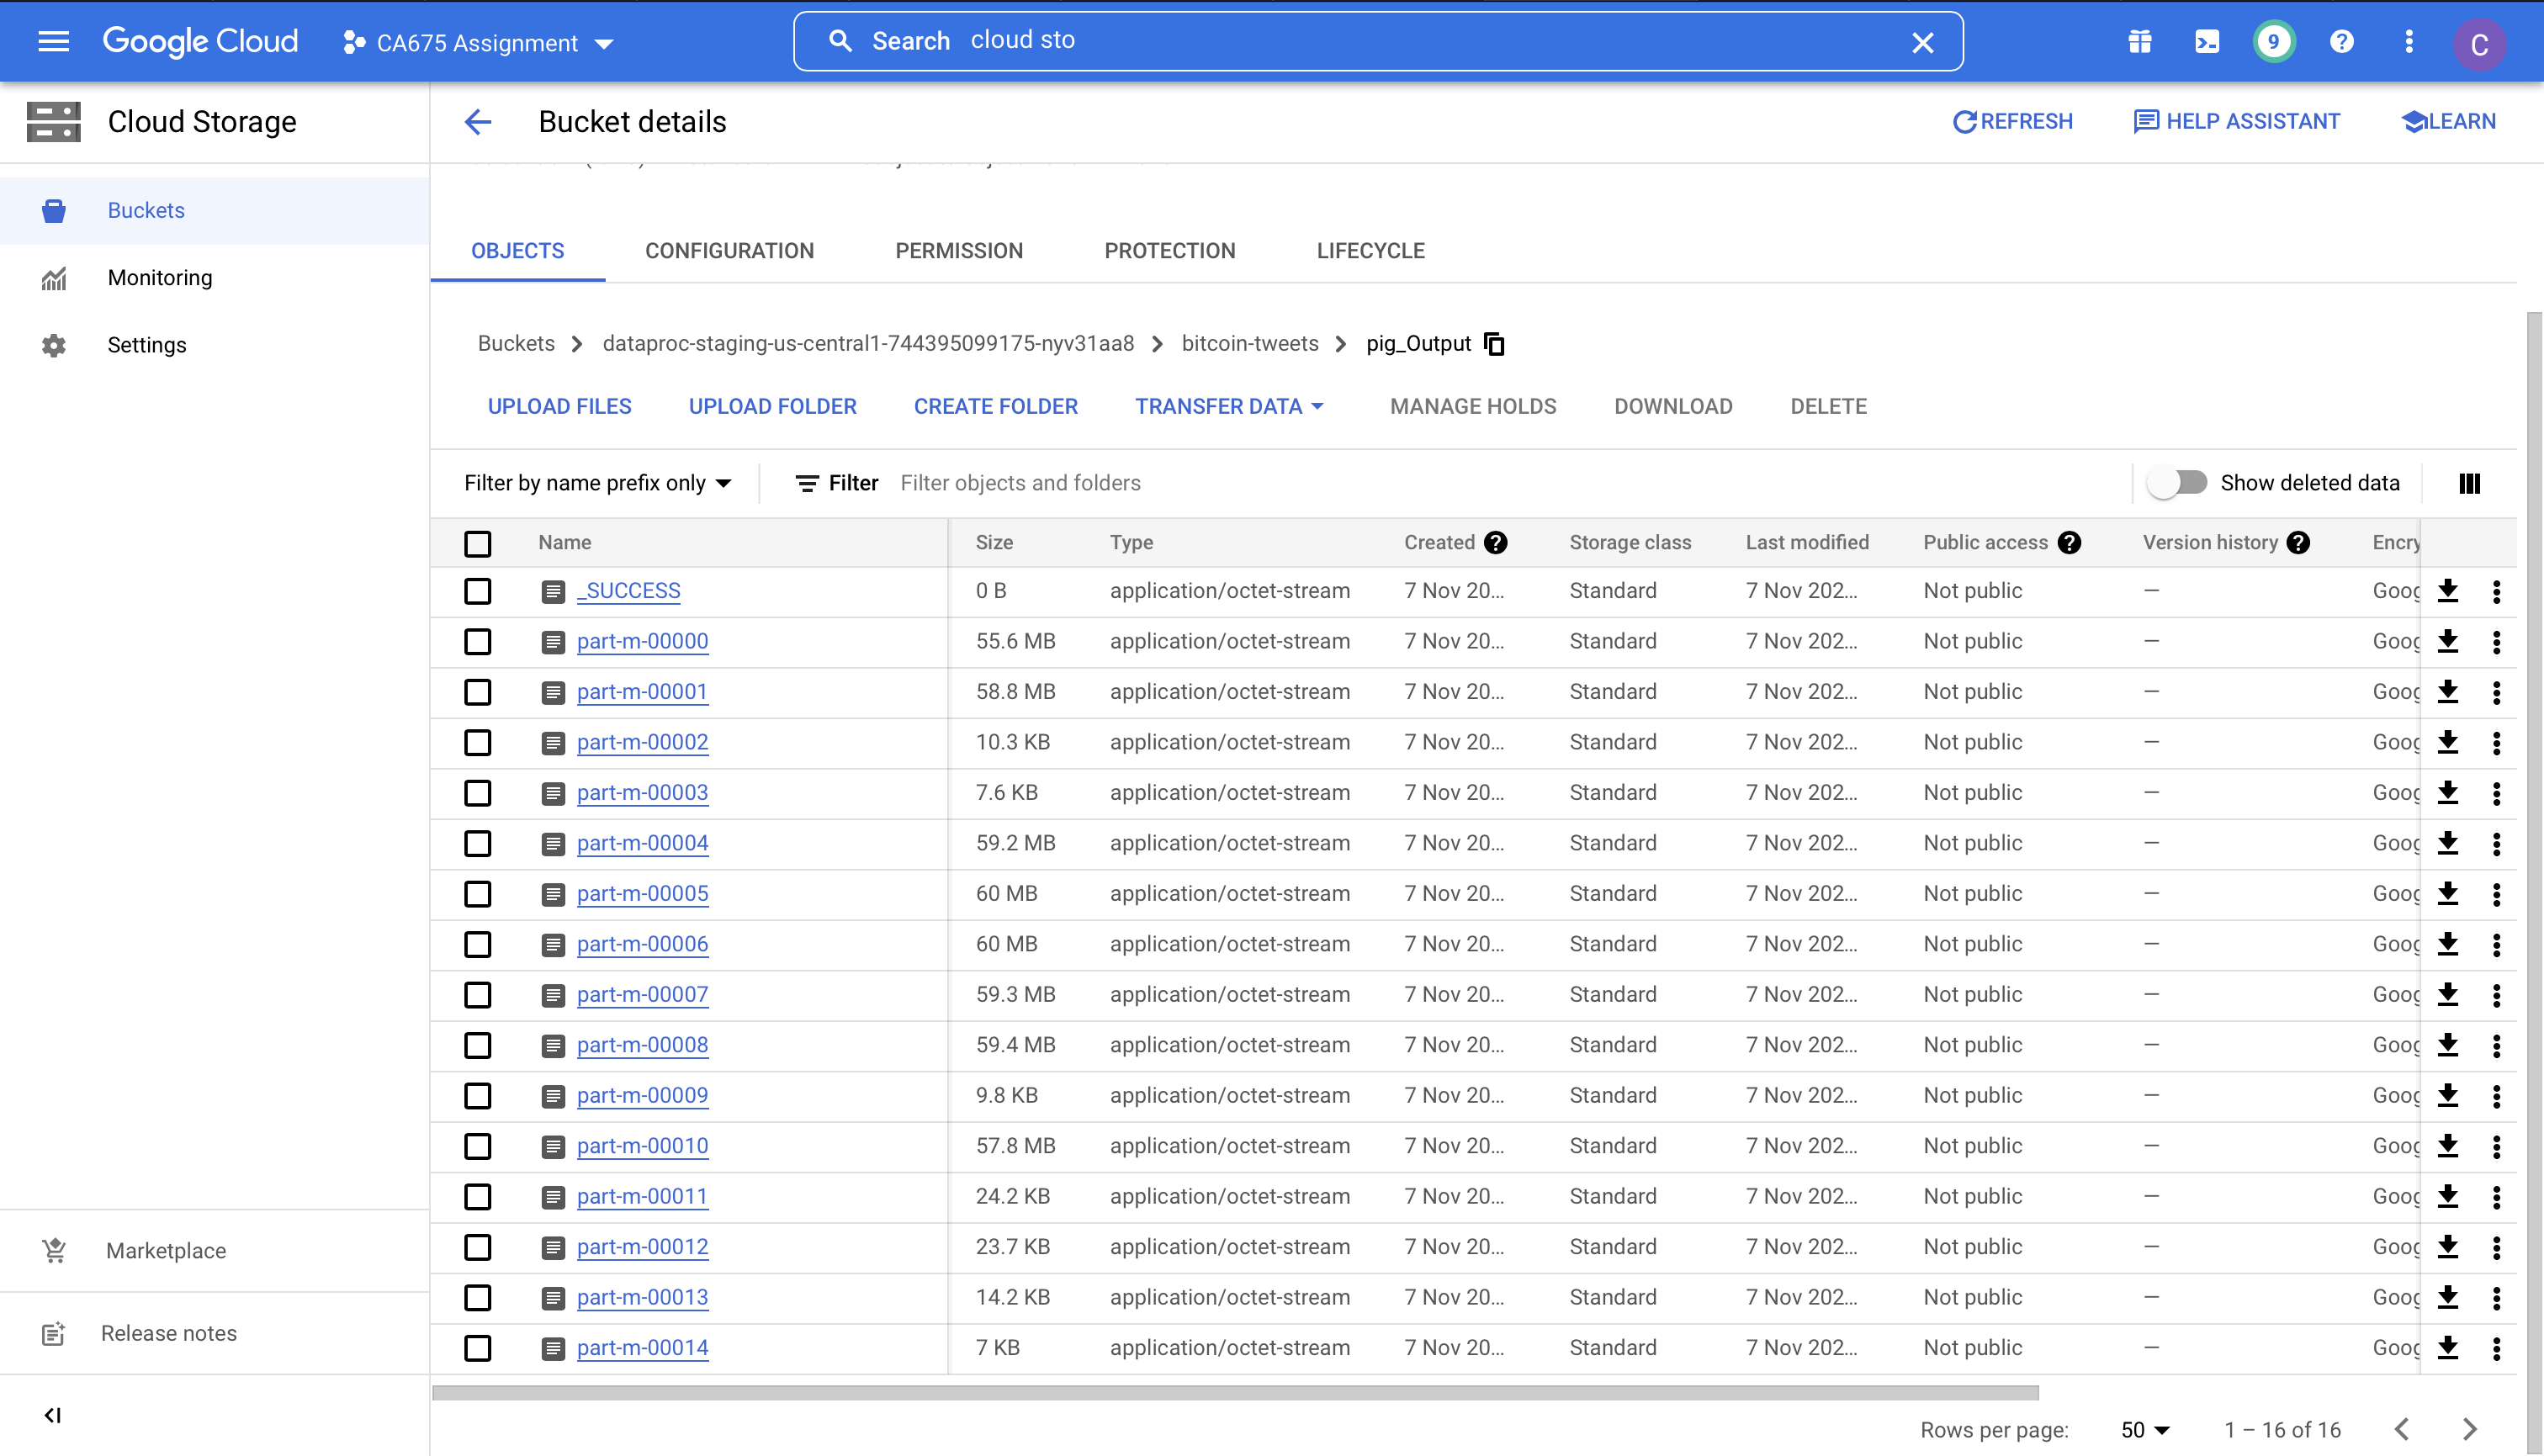 Google Cloud CA675 Assignment Search cloud sto 9 C
Cloud Storage Bucket details REFRESH HELP ASSISTANT LEARN
Buckets
Monitoring
Settings
OBJECTS CONFIGURATION PERMISSION PROTECTION LIFECYCLE
Buckets dataproc-staging-us-central1-744395099175-nyv31aa8 bitcoin-tweets pig_Output
UPLOAD FILES UPLOAD FOLDER CREATE FOLDER TRANSFER DATA MANAGE HOLDS DOWNLOAD DELETE
Filter by name prefix only Filter Filter objects and folders Show deleted data
Name Size Type Created Storage class Last modified Public access Version history Encry
_SUCCESS 0 B application/octet-stream 7 Nov 20... Standard 7 Nov 202... Not public — Goog
part-m-00000 55.6 MB application/octet-stream 7 Nov 20... Standard 7 Nov 202... Not public — Goog
part-m-00001 58.8 MB application/octet-stream 7 Nov 20... Standard 7 Nov 202... Not public — Goog
part-m-00002 10.3 KB application/octet-stream 7 Nov 20... Standard 7 Nov 202... Not public — Goog
part-m-00003 7.6 KB application/octet-stream 7 Nov 20... Standard 7 Nov 202... Not public — Goog
part-m-00004 59.2 MB application/octet-stream 7 Nov 20... Standard 7 Nov 202... Not public — Goog
part-m-00005 60 MB application/octet-stream 7 Nov 20... Standard 7 Nov 202... Not public — Goog
part-m-00006 60 MB application/octet-stream 7 Nov 20... Standard 7 Nov 202... Not public — Goog
part-m-00007 59.3 MB application/octet-stream 7 Nov 20... Standard 7 Nov 202... Not public — Goog
part-m-00008 59.4 MB application/octet-stream 7 Nov 20... Standard 7 Nov 202... Not public — Goog
part-m-00009 9.8 KB application/octet-stream 7 Nov 20... Standard 7 Nov 202... Not public — Goog
part-m-00010 57.8 MB application/octet-stream 7 Nov 20... Standard 7 Nov 202... Not public — Goog
part-m-00011 24.2 KB application/octet-stream 7 Nov 20... Standard 7 Nov 202... Not public — Goog
part-m-00012 23.7 KB application/octet-stream 7 Nov 20... Standard 7 Nov 202... Not public — Goog
part-m-00013 14.2 KB application/octet-stream 7 Nov 20... Standard 7 Nov 202... Not public — Goog
part-m-00014 7 KB application/octet-stream 7 Nov 20... Standard 7 Nov 202... Not public — Goog
Marketplace
Release notes
Rows per page: 50 1 – 16 of 16